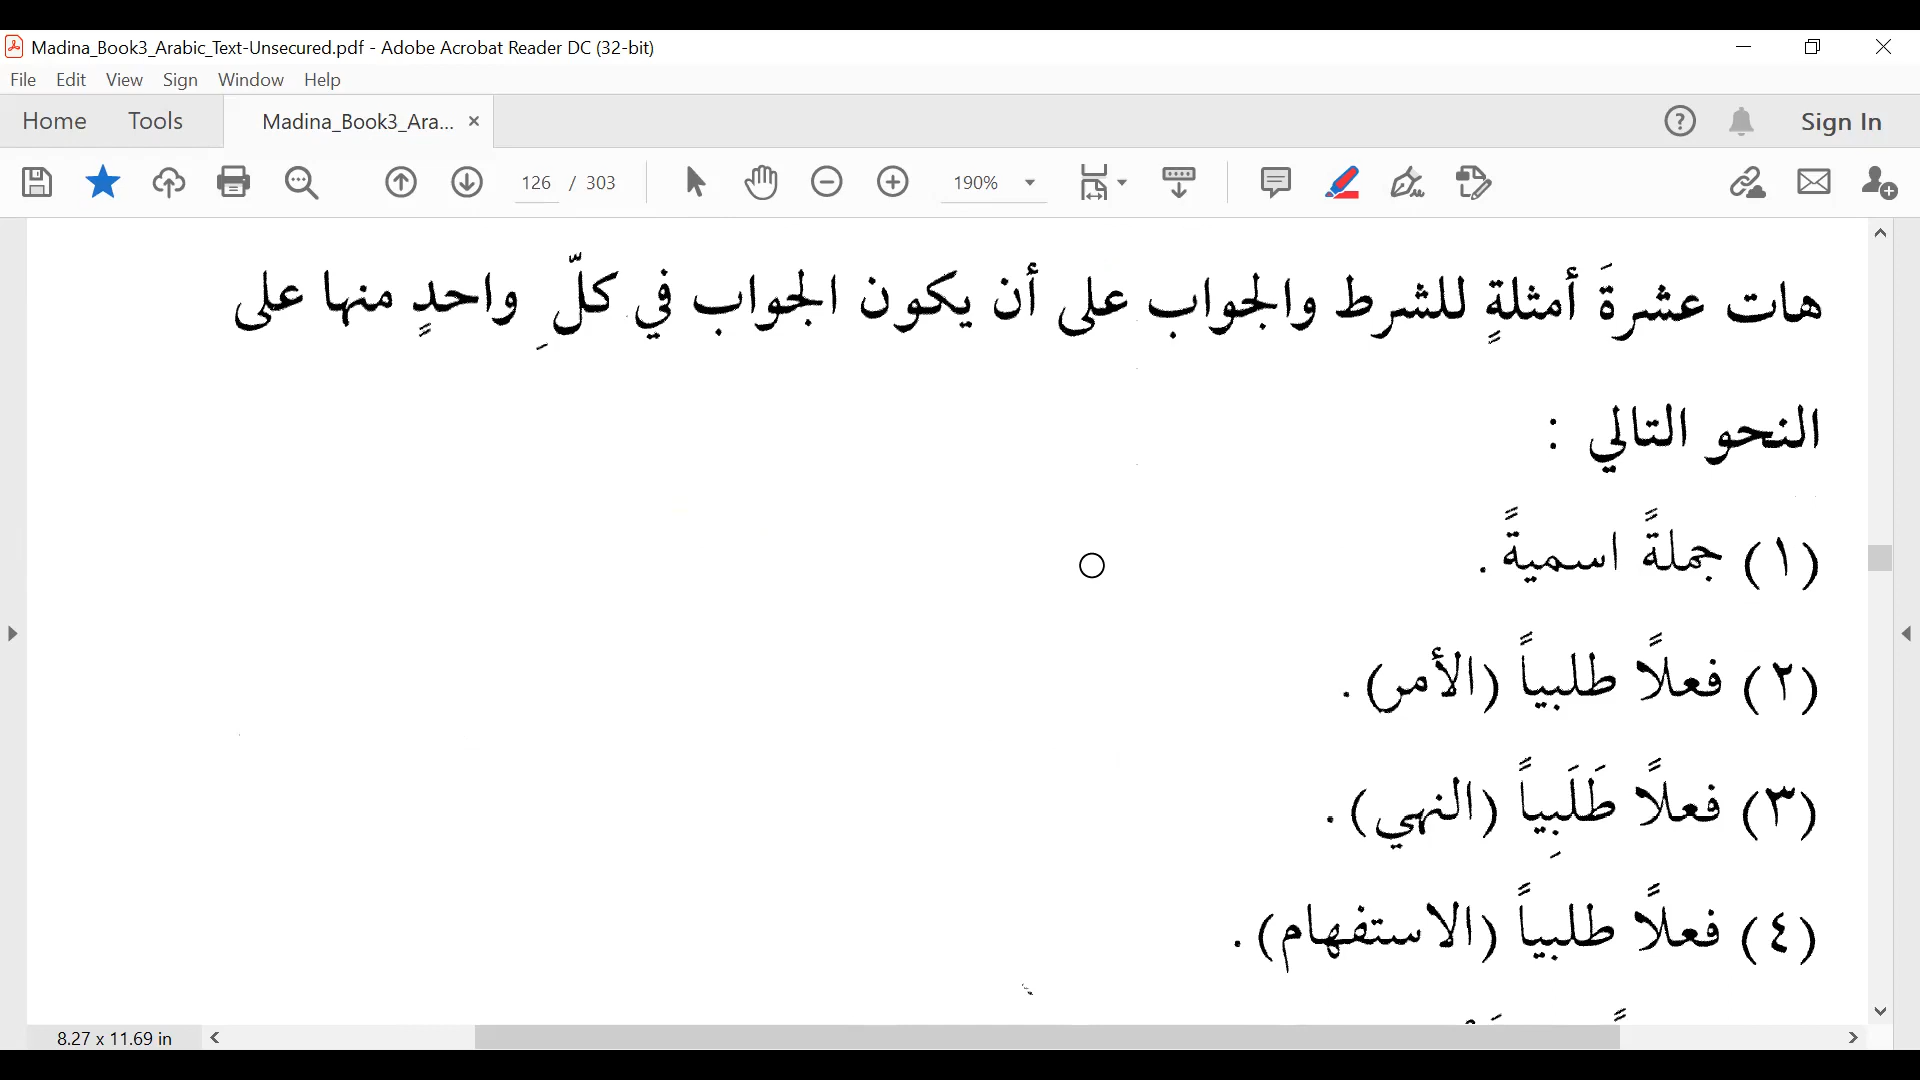 Madina_Book3_Arabic_Text-Unsecured.pdf - Adobe Acrobat Reader DC (32-bit)
File Edit View Sign Window Help
Home Tools Madina_Book3_Ara... × Sign In
126 / 303 190%
هات عشرةَ أمثلةٍ للشرط والجواب على أن يكون الجواب في كلِّ واحدٍ منها على
النحو التالي :
(١) جملةً اسميةً .
(٢) فعلاً طلبياً (الأمر) .
(٣) فعلاً طَلَبِياً (النهي) .
(٤) فعلاً طلبياً (الاستفهام) .
8.27 x 11.69 in